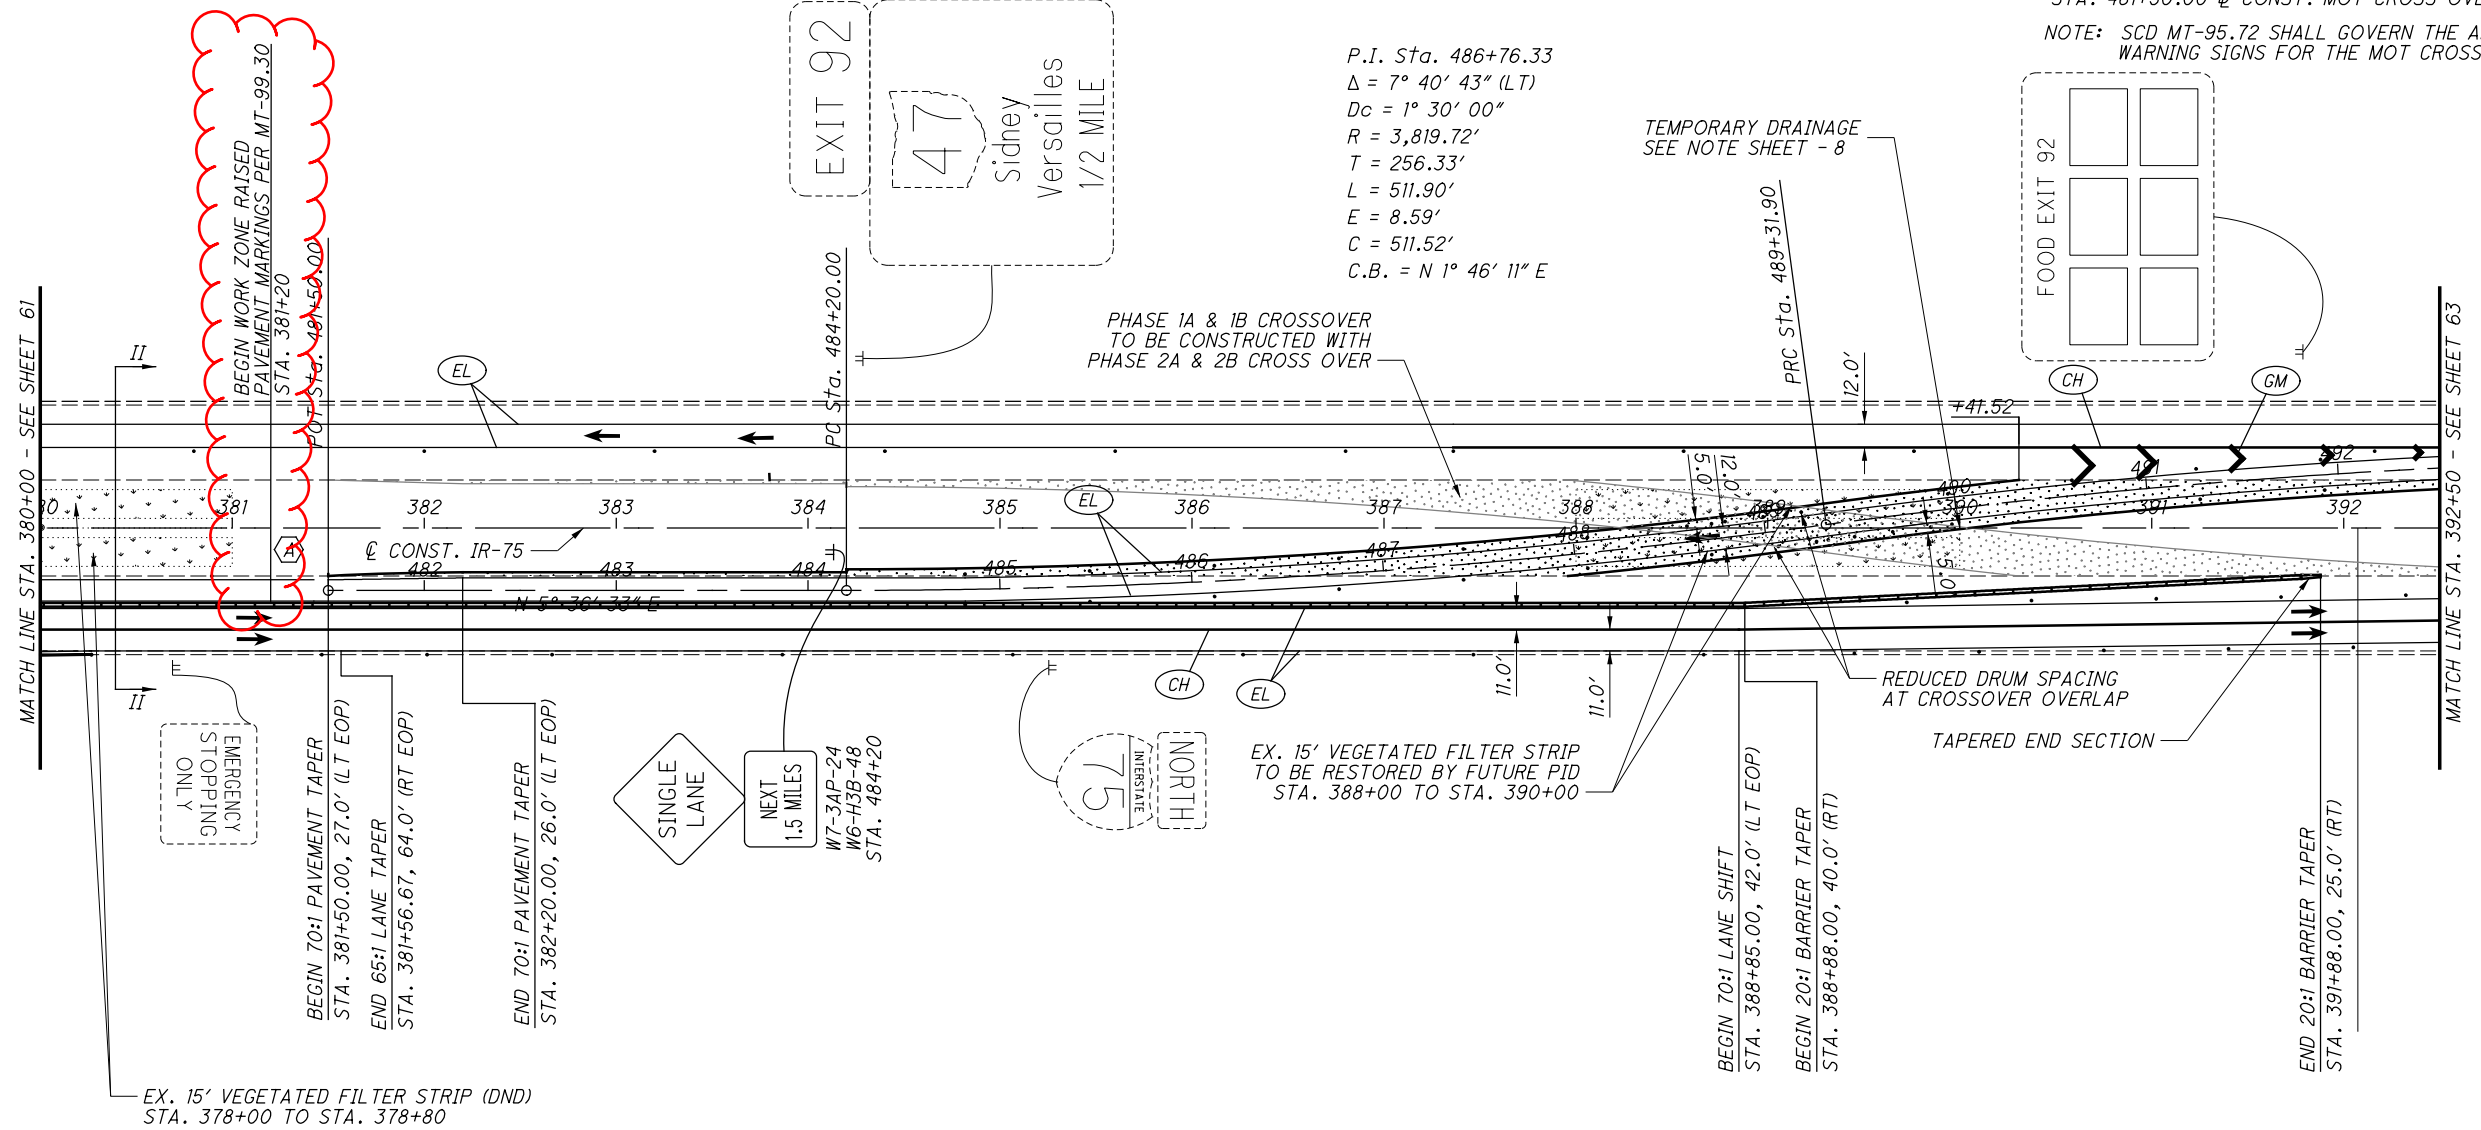 STA. 481+50.00 ℄ CONST. MOT CROSS OVE
NOTE: SCD MT-95.72 SHALL GOVERN THE
WARNING SIGNS FOR THE MOT CROSS
BEGIN WORK ZONE RAISED
PAVEMENT MARKINGS PER MT-99.30
STA. 381+20
POT Sta. 481+50.00
EXIT 92
47
Sidney
Versailles
1/2 MILE
PC Sta. 484+20.00
P.I. Sta. 486+76.33
Δ = 7° 40' 43" (LT)
Dc = 1° 30' 00"
R = 3,819.72'
T = 256.33'
L = 511.90'
E = 8.59'
C = 511.52'
C.B. = N 1° 46' 11" E
TEMPORARY DRAINAGE
SEE NOTE SHEET - 8
PRC Sta. 489+31.90
FOOD EXIT 92
PHASE 1A & 1B CROSSOVER
TO BE CONSTRUCTED WITH
PHASE 2A & 2B CROSS OVER
MATCH LINE STA. 380+00 - SEE SHEET 61
MATCH LINE STA. 392+50 - SEE SHEET 63
II
EL
12.0'
+41.52
CH
GM
5.0'
12.0'
492
491
490
489
488
487
486
485
484
483
482
80
381
382
383
384
385
386
387
388
389
390
391
392
℄ CONST. IR-75
A
EL
N 5° 36' 33" E
5.0'
II
CH
EL
11.0'
11.0'
REDUCED DRUM SPACING
AT CROSSOVER OVERLAP
TAPERED END SECTION
EMERGENCY
STOPPING
ONLY
BEGIN 70:1 PAVEMENT TAPER
STA. 381+50.00, 27.0' (LT EOP)
END 65:1 LANE TAPER
STA. 381+56.67, 64.0' (RT EOP)
END 70:1 PAVEMENT TAPER
STA. 382+20.00, 26.0' (LT EOP)
SINGLE
LANE
NEXT
1.5 MILES
W7-3AP-24
W6-H3B-48
STA. 484+20
NORTH
INTERSTATE
75
EX. 15' VEGETATED FILTER STRIP
TO BE RESTORED BY FUTURE PID
STA. 388+00 TO STA. 390+00
BEGIN 70:1 LANE SHIFT
STA. 388+85.00, 42.0' (LT EOP)
BEGIN 20:1 BARRIER TAPER
STA. 388+88.00, 40.0' (RT)
END 20:1 BARRIER TAPER
STA. 391+88.00, 25.0' (RT)
EX. 15' VEGETATED FILTER STRIP (DND)
STA. 378+00 TO STA. 378+80